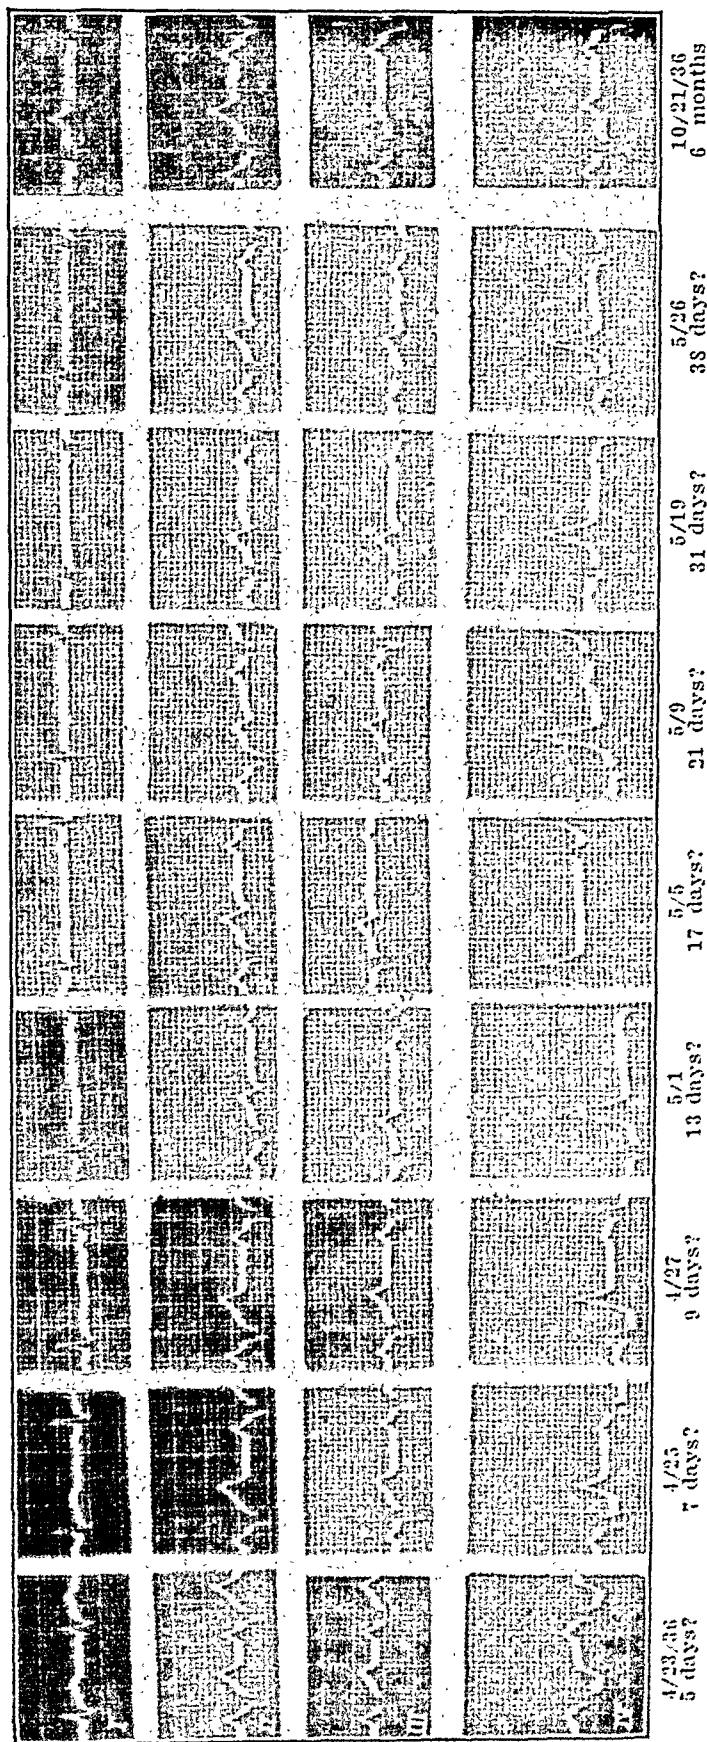 4/23/36
5 days?
4/25
7 days?
4/27
9 days?
5/1
13 days?
5/5
17 days?
5/9
21 days?
5/19
31 days?
5/26
38 days?
10/21/36
6 months